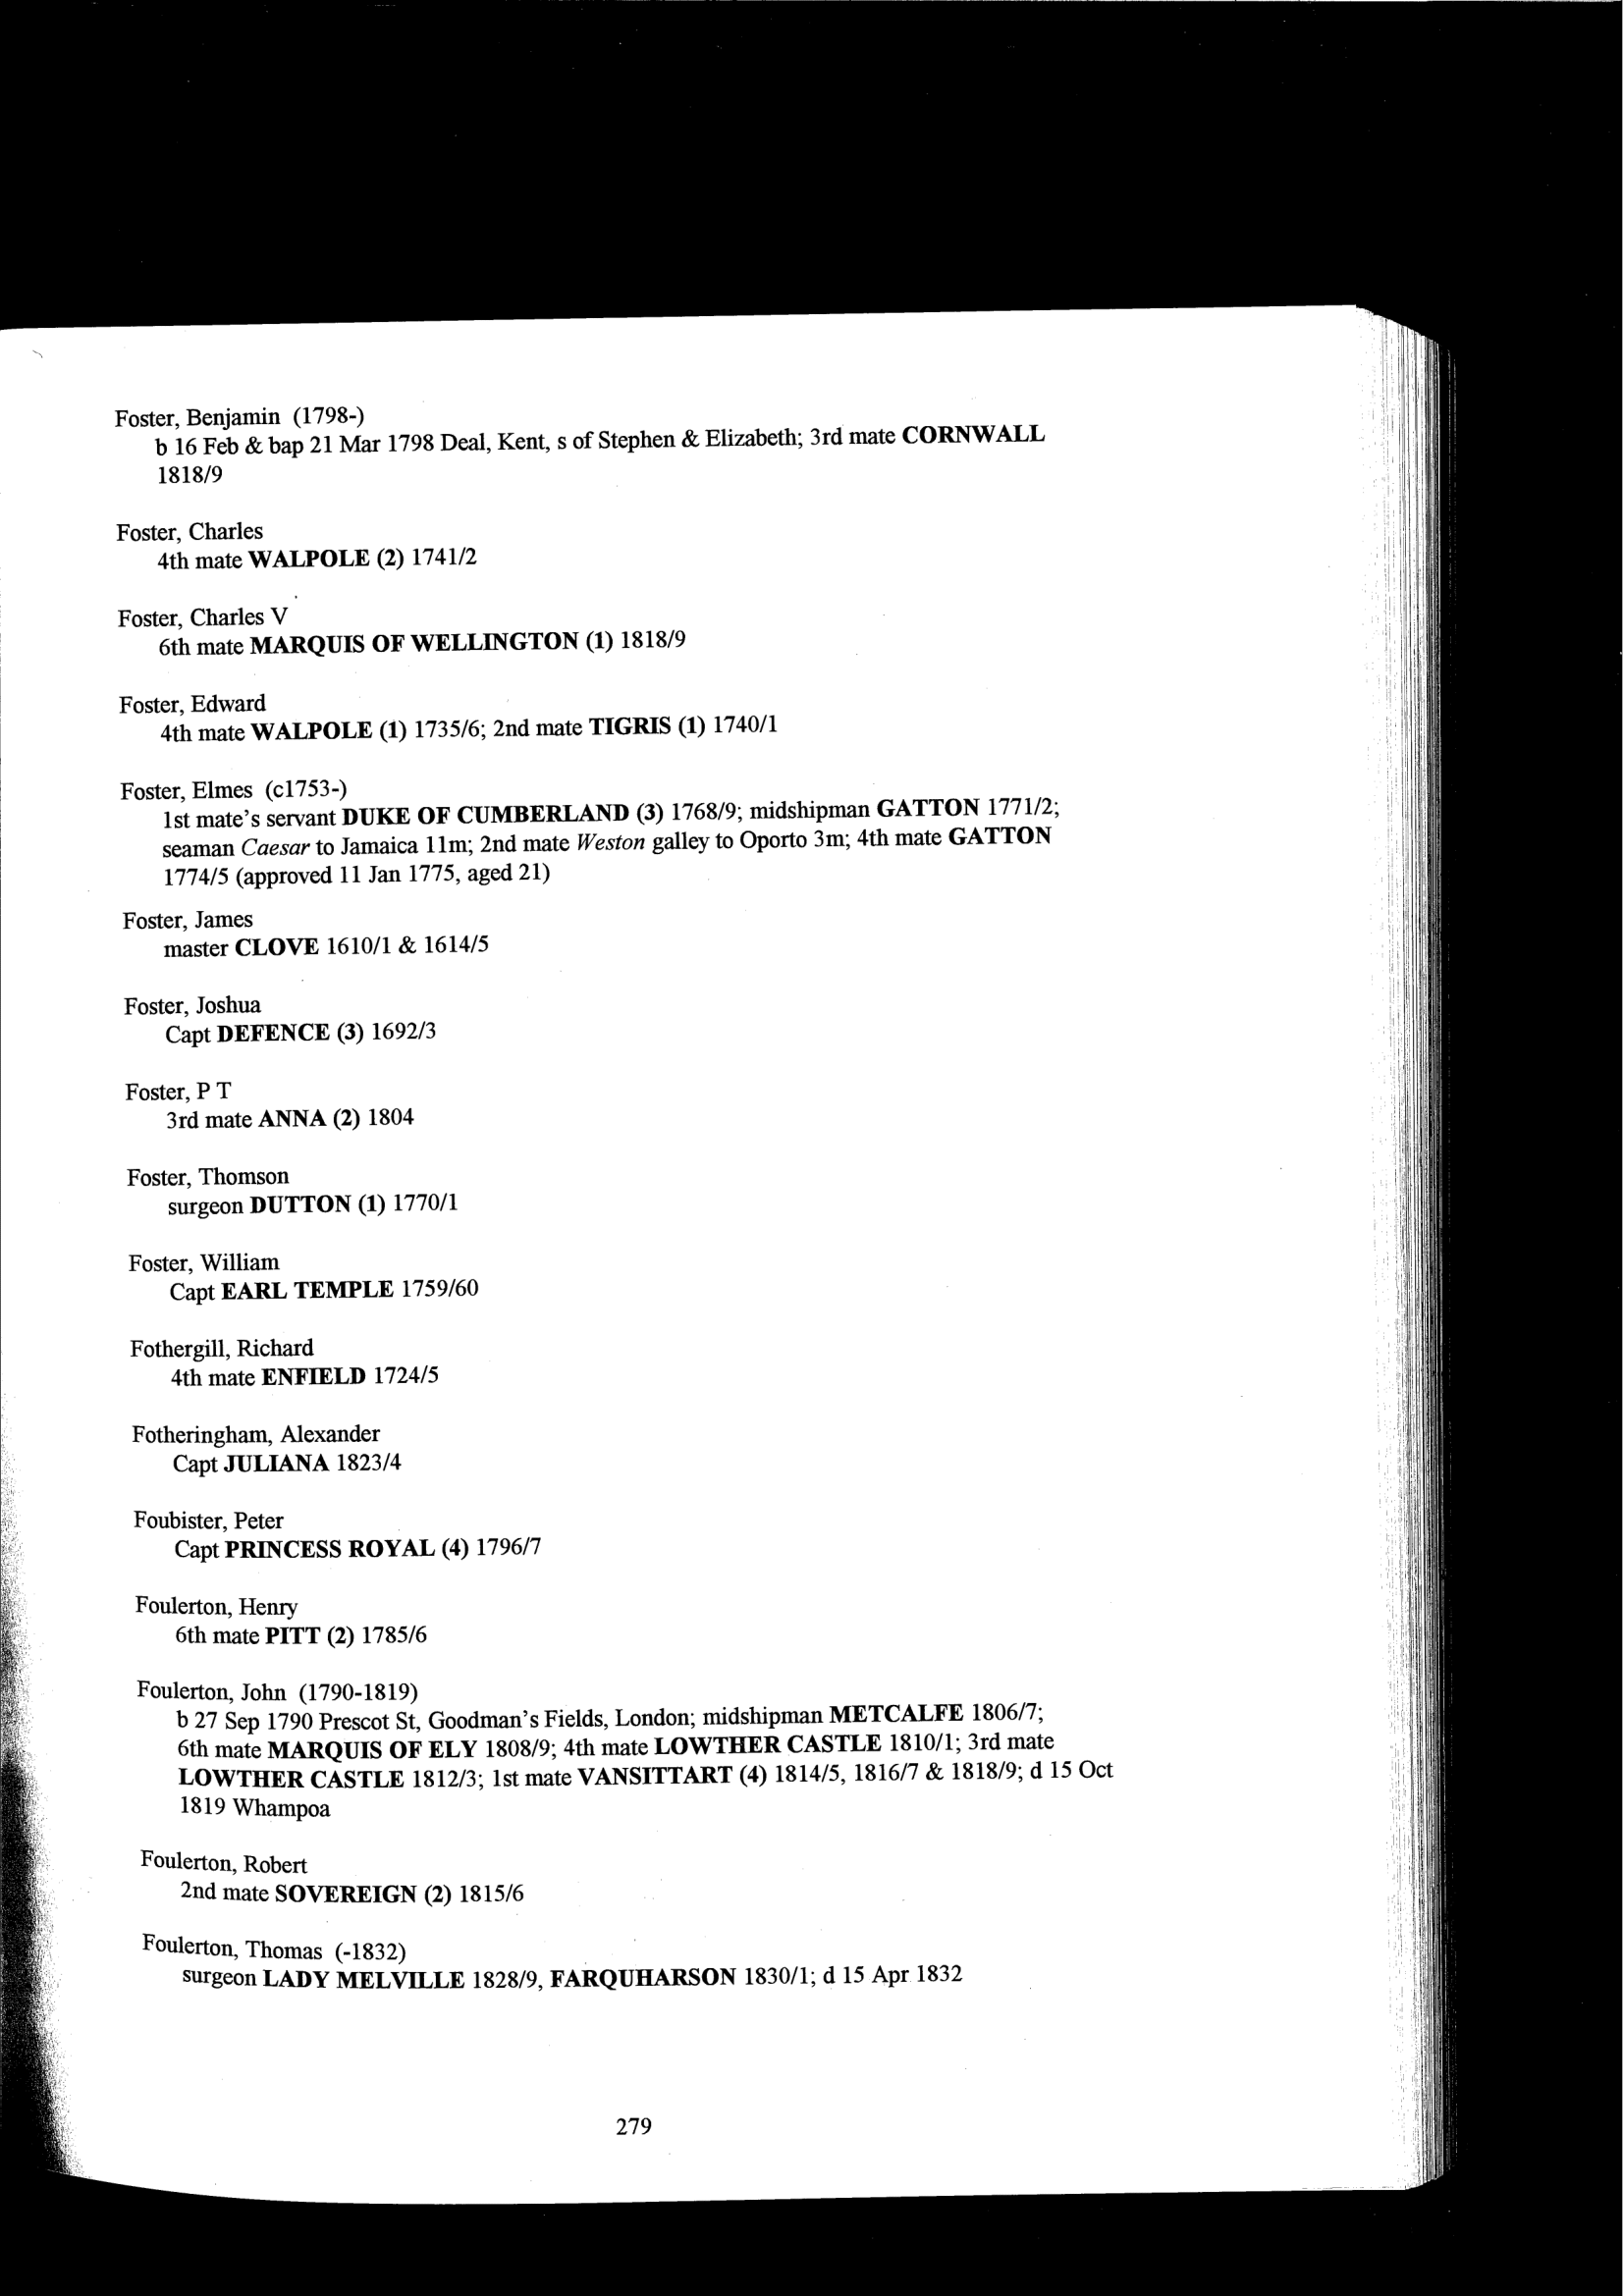 Foster, Benjamin (1798-)
b 16 Feb & bap 21 Mar 1798 Deal, Kent, s of Stephen & Elizabeth; 3rd mate CORNWALL
1818/9
Foster, Charles
4th mate WALPOLE (2) 1741/2
Foster, Charles V
6th mate MARQUIS OF WELLINGTON (1) 1818/9
Foster, Edward
4th mate WALPOLE (1) 1735/6; 2nd mate TIGRIS (1) 1740/1
Foster, Elmes (c1753-)
1st mate's servant DUKE OF CUMBERLAND (3) 1768/9; midshipman GATTON 1771/2;
seaman Caesar to Jamaica 11m; 2nd mate Weston galley to Oporto 3m; 4th mate GATTON
1774/5 (approved 11 Jan 1775, aged 21)
Foster, James
master CLOVE 1610/1 & 1614/5
Foster, Joshua
Capt DEFENCE (3) 1692/3
Foster, P T
3rd mate ANNA (2) 1804
Foster, Thomson
surgeon DUTTON (1) 1770/1
Foster, William
Capt EARL TEMPLE 1759/60
Fothergill, Richard
4th mate ENFIELD 1724/5
Fotheringham, Alexander
Capt JULIANA 1823/4
Foubister, Peter
Capt PRINCESS ROYAL (4) 1796/7
Foulerton, Henry
6th mate PITT (2) 1785/6
Foulerton, John (1790-1819)
b 27 Sep 1790 Prescot St, Goodman's Fields, London; midshipman METCALFE 1806/7;
6th mate MARQUIS OF ELY 1808/9; 4th mate LOWTHER CASTLE 1810/1; 3rd mate
LOWTHER CASTLE 1812/3; 1st mate VANSITTART (4) 1814/5, 1816/7 & 1818/9; d 15 Oct
1819 Whampoa
Foulerton, Robert
2nd mate SOVEREIGN (2) 1815/6
Foulerton, Thomas (-1832)
surgeon LADY MELVILLE 1828/9, FARQUHARSON 1830/1; d 15 Apr 1832
279